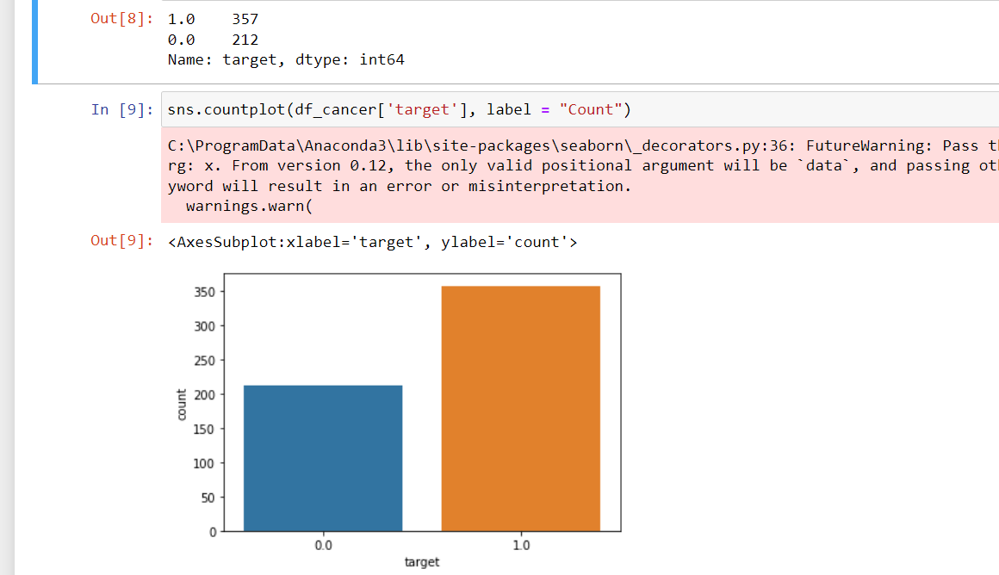 Out[8]: 1.0 357
0.0 212
Name: target, dtype: int64
In [9]: sns.countplot(df_cancer['target'], label = "Count")
C:\ProgramData\Anaconda3\lib\site-packages\seaborn\_decorators.py:36: FutureWarning: Pass
rg: x. From version 0.12, the only valid positional argument will be `data`, and passing
yword will result in an error or misinterpretation.
warnings.warn(
Out[9]: <AxesSubplot:xlabel='target', ylabel='count'>
350
300
250
200
150
100
50
0
count
0.0 1.0
target